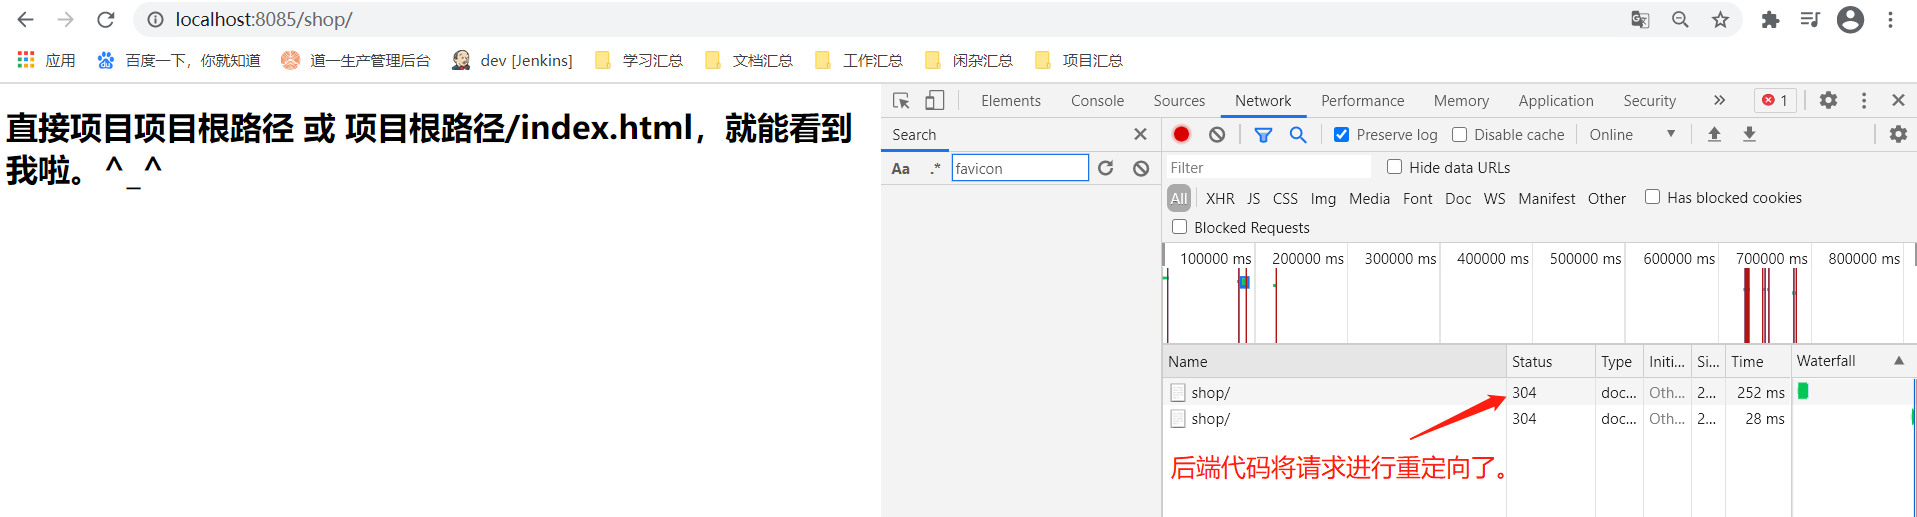 localhost:8085/shop/
应用 百度一下，你就知道 道一生产管理后台 dev [Jenkins] 学习汇总 文档汇总 工作汇总 闲杂汇总 项目汇总
直接项目项目根路径 或 项目根路径/index.html，就能看到
我啦。^_^
Elements Console Sources Network Performance Memory Application Security » 1
Search
Preserve log Disable cache Online
Aa .* favicon
Filter Hide data URLs
All XHR JS CSS Img Media Font Doc WS Manifest Other Has blocked cookies
Blocked Requests
100000 ms 200000 ms 300000 ms 400000 ms 500000 ms 600000 ms 700000 ms 800000 ms
Name Status Type Initi... Si... Time Waterfall
shop/ 304 doc... Oth... 2... 252 ms
shop/ 304 doc... Oth... 2... 28 ms
后端代码将请求进行重定向了。